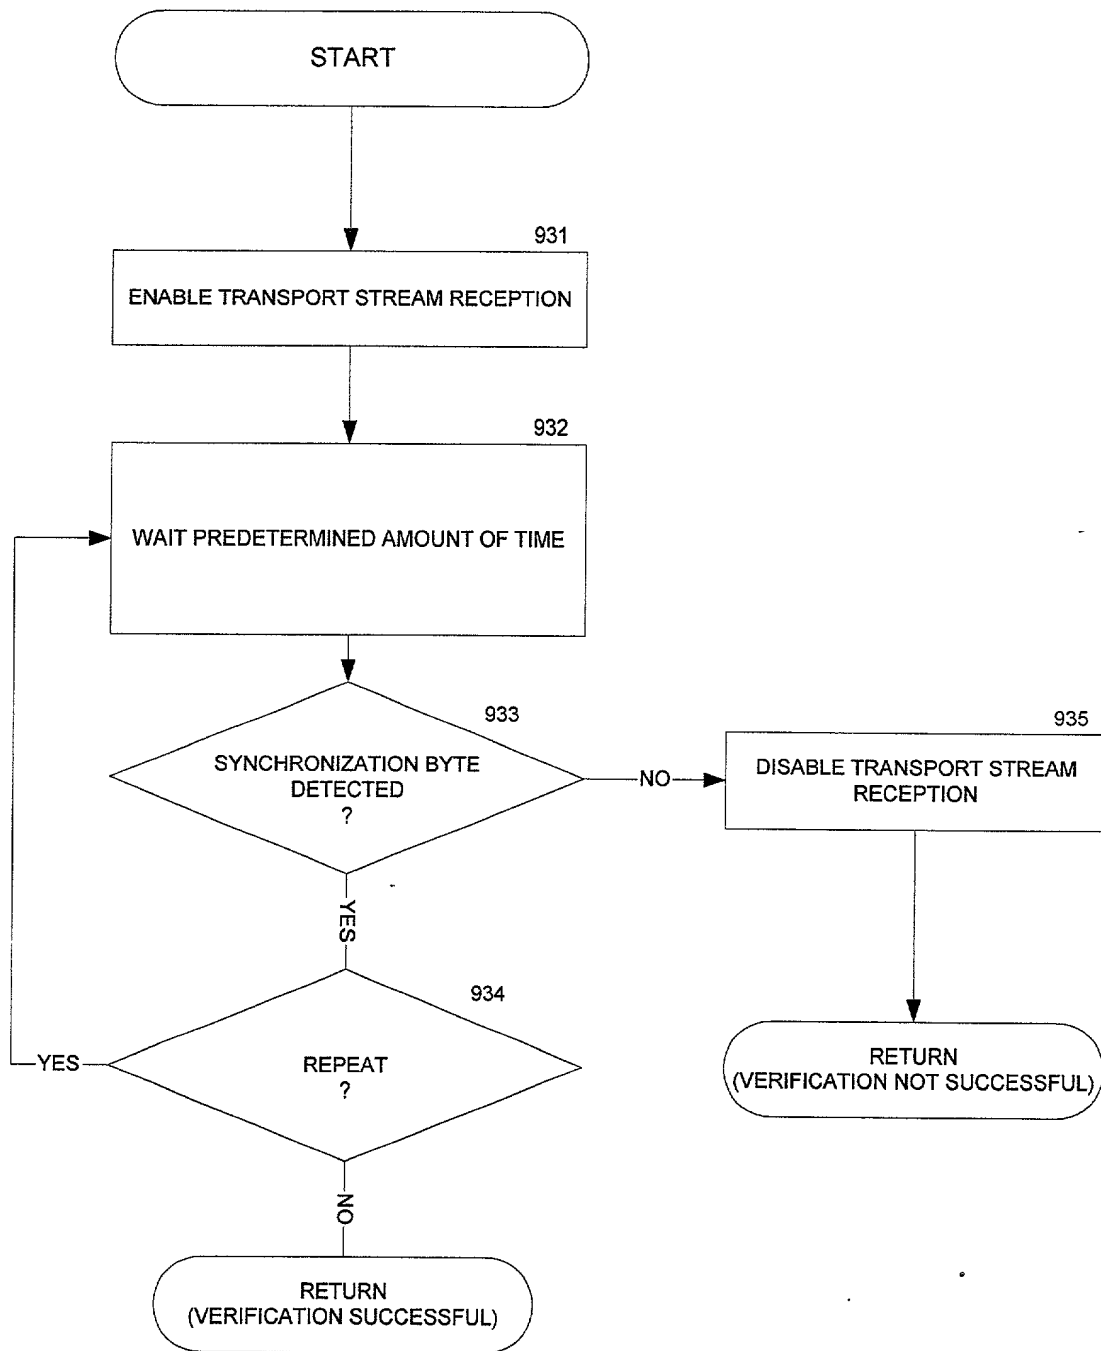 START
931
ENABLE TRANSPORT STREAM RECEPTION
932
WAIT PREDETERMINED AMOUNT OF TIME
933
SYNCHRONIZATION BYTE
DETECTED
?
NO
935
DISABLE TRANSPORT STREAM
RECEPTION
YES
934
REPEAT
?
YES
RETURN
(VERIFICATION NOT SUCCESSFUL)
NO
RETURN
(VERIFICATION SUCCESSFUL)